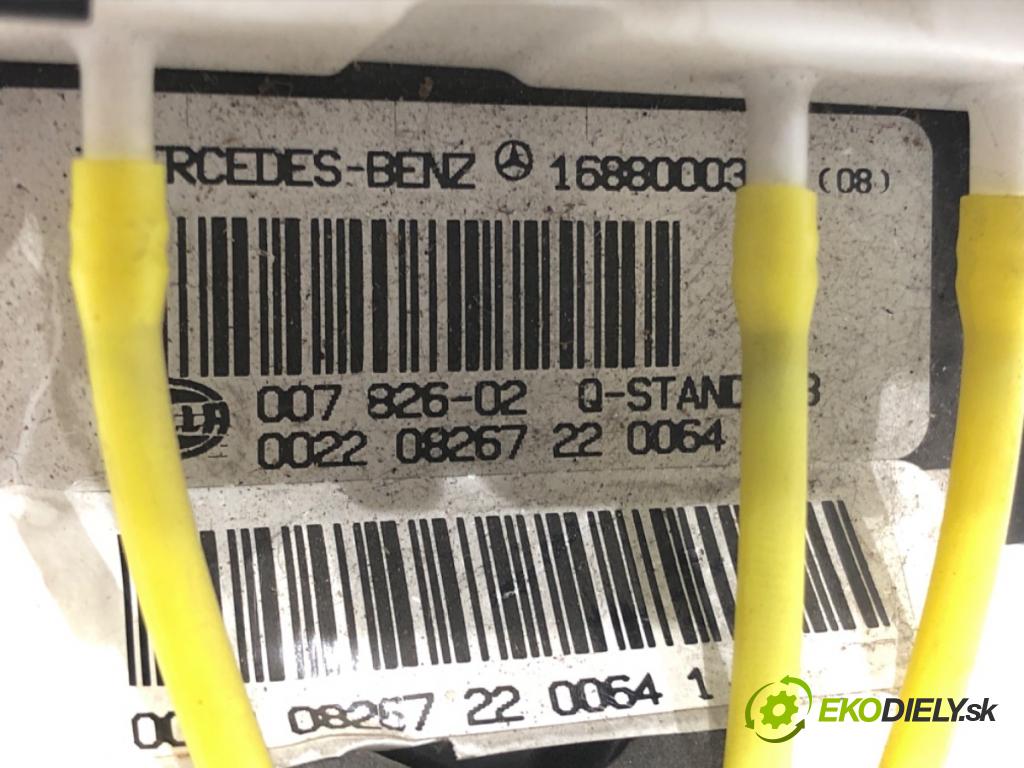 RCEDES-BENZ 16880003 (08)
007 826-02 Q-STAND
0022 08267 22 0064
08267 22 0064 1
EKODIELY.sk